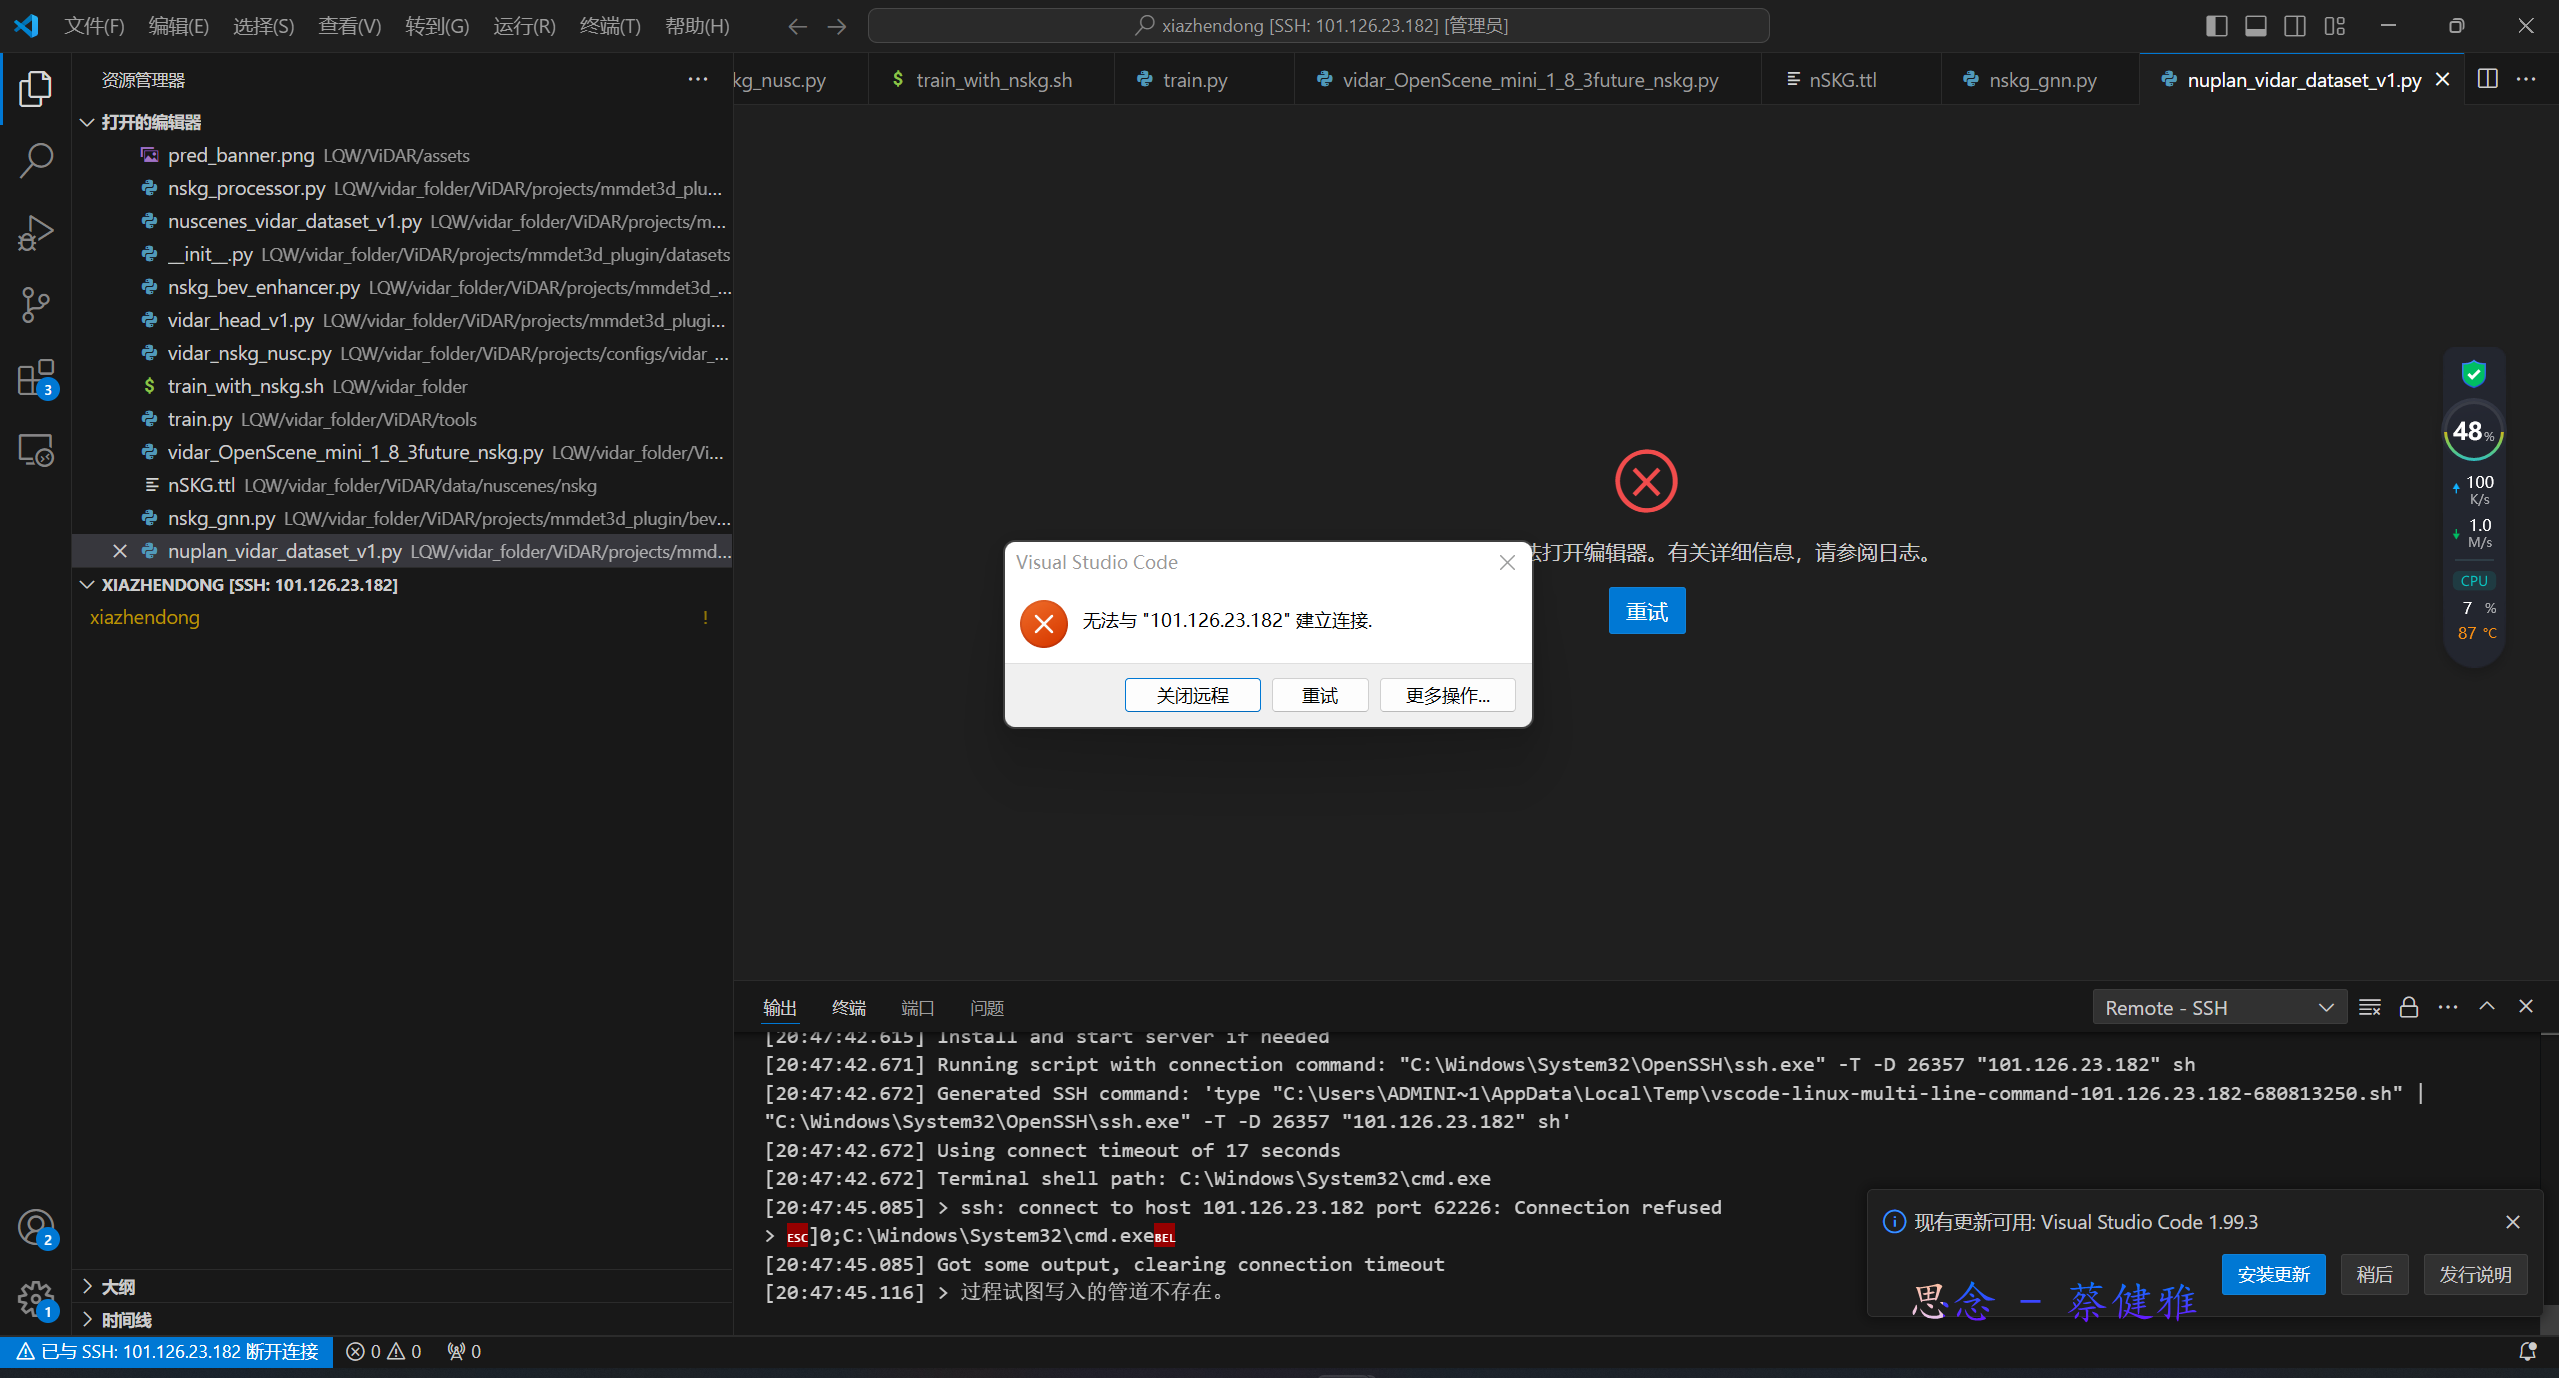 文件(F) 编辑(E) 选择(S) 查看(V) 转到(G) 运行(R) 终端(T) 帮助(H)
xiazhendong [SSH: 101.126.23.182] [管理员]
资源管理器
kg_nusc.py
$ train_with_nskg.sh
train.py
vidar_OpenScene_mini_1_8_3future_nskg.py
nSKG.ttl
nskg_gnn.py
nuplan_vidar_dataset_v1.py
打开的编辑器
pred_banner.png LQW/ViDAR/assets
nskg_processor.py LQW/vidar_folder/ViDAR/projects/mmdet3d_plu...
nuscenes_vidar_dataset_v1.py LQW/vidar_folder/ViDAR/projects/m...
__init__.py LQW/vidar_folder/ViDAR/projects/mmdet3d_plugin/datasets
nskg_bev_enhancer.py LQW/vidar_folder/ViDAR/projects/mmdet3d_...
vidar_head_v1.py LQW/vidar_folder/ViDAR/projects/mmdet3d_plugi...
vidar_nskg_nusc.py LQW/vidar_folder/ViDAR/projects/configs/vidar_...
$ train_with_nskg.sh LQW/vidar_folder
train.py LQW/vidar_folder/ViDAR/tools
vidar_OpenScene_mini_1_8_3future_nskg.py LQW/vidar_folder/Vi...
nSKG.ttl LQW/vidar_folder/ViDAR/data/nuscenes/nskg
nskg_gnn.py LQW/vidar_folder/ViDAR/projects/mmdet3d_plugin/bev...
nuplan_vidar_dataset_v1.py LQW/vidar_folder/ViDAR/projects/mmd...
XIAZHENDONG [SSH: 101.126.23.182]
xiazhendong !
3
大纲
时间线
2
1
打开编辑器。有关详细信息，请参阅日志。
重试
Visual Studio Code
无法与 "101.126.23.182" 建立连接.
关闭远程 重试 更多操作...
48%
100
K/s
1.0
M/s
CPU
7 %
87 °C
输出 终端 端口 问题
Remote - SSH
[20:47:42.615] Install and start server if needed
[20:47:42.671] Running script with connection command: "C:\Windows\System32\OpenSSH\ssh.exe" -T -D 26357 "101.126.23.182" sh
[20:47:42.672] Generated SSH command: 'type "C:\Users\ADMINI~1\AppData\Local\Temp\vscode-linux-multi-line-command-101.126.23.182-680813250.sh" |
"C:\Windows\System32\OpenSSH\ssh.exe" -T -D 26357 "101.126.23.182" sh'
[20:47:42.672] Using connect timeout of 17 seconds
[20:47:42.672] Terminal shell path: C:\Windows\System32\cmd.exe
[20:47:45.085] > ssh: connect to host 101.126.23.182 port 62226: Connection refused
> ESC]0;C:\Windows\System32\cmd.exeBEL
[20:47:45.085] Got some output, clearing connection timeout
[20:47:45.116] > 过程试图写入的管道不存在。
现有更新可用: Visual Studio Code 1.99.3
安装更新 稍后 发行说明
思念 - 蔡健雅
已与 SSH: 101.126.23.182 断开连接
0 0 0